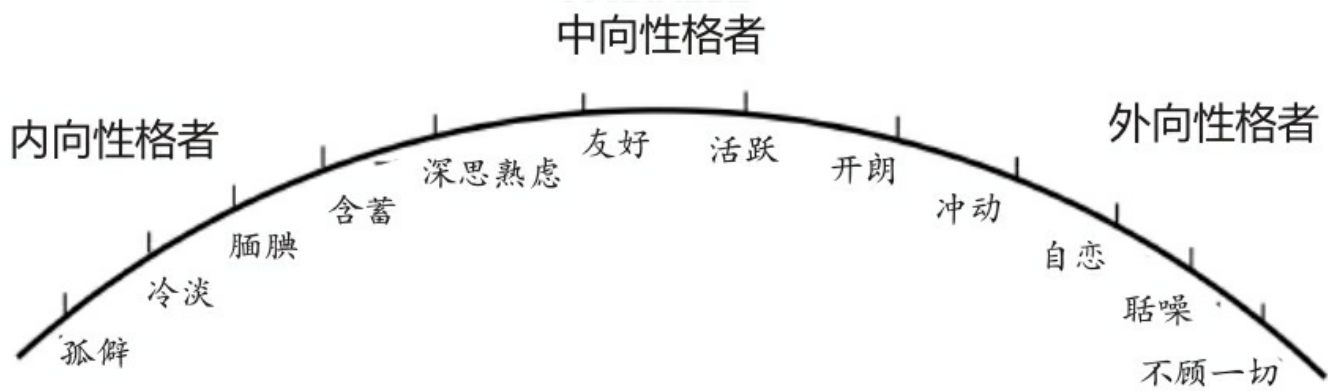 中向性格者
内向性格者
外向性格者
孤僻
冷淡
腼腆
含蓄
深思熟虑
友好
活跃
开朗
冲动
自恋
聒噪
不顾一切